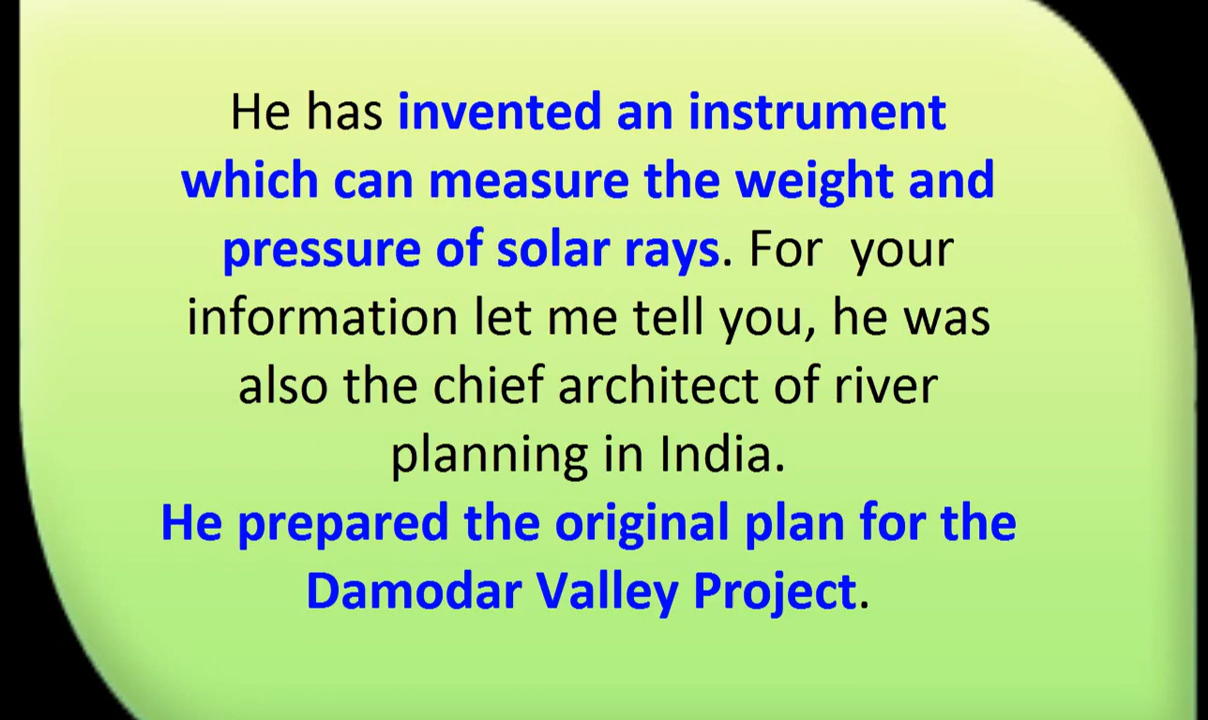 He has invented an instrument
which can measure the weight and
pressure of solar rays. For  your
information let me tell you, he was
also the chief architect of river
planning in India.
He prepared the original plan for the
Damodar Valley Project.